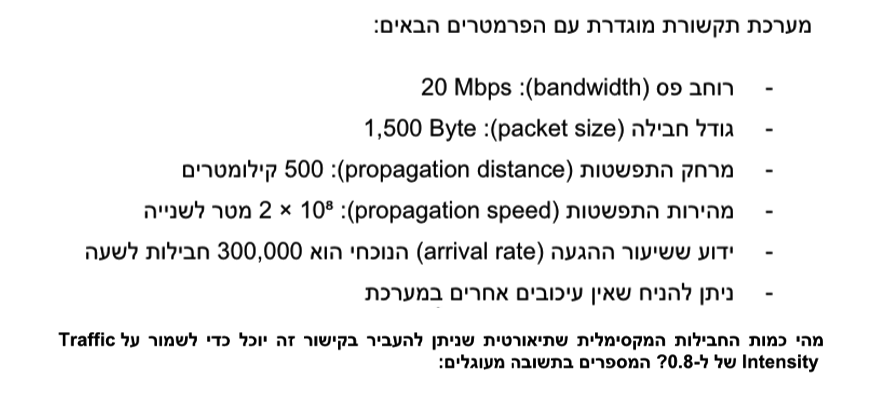 מערכת תקשורת מוגדרת עם הפרמטרים הבאים:
- רוחב פס (bandwidth): 20 Mbps
- גודל חבילה (packet size): 1,500 Byte
- מרחק התפשטות (propagation distance): 500 קילומטרים
- מהירות התפשטות (propagation speed): 2 × 10⁸ מטר לשנייה
- ידוע ששיעור ההגעה (arrival rate) הנוכחי הוא 300,000 חבילות לשעה
- ניתן להניח שאין עיכובים אחרים במערכת
מהי כמות החבילות המקסימלית שתיאורטית שניתן להעביר בקישור זה יוכל כדי לשמור על Traffic
Intensity של ל-0.8? המספרים בתשובה מעוגלים: